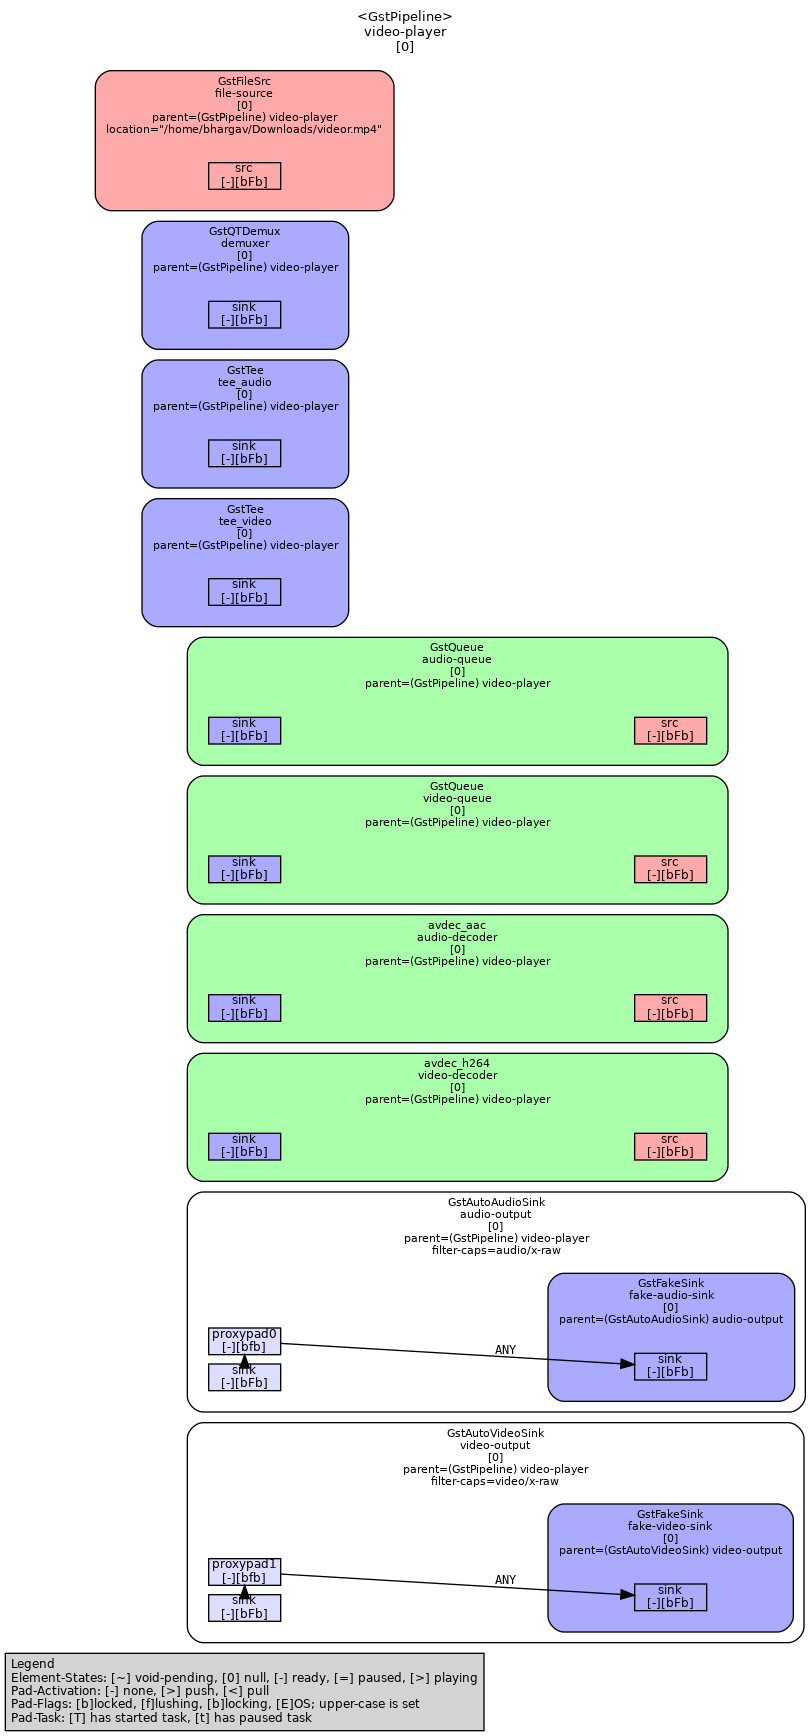 <GstPipeline>
video-player
[0]
GstFileSrc
file-source
[0]
parent=(GstPipeline) video-player
location="/home/bhargav/Downloads/videor.mp4"
src
[-][bFb]
GstQTDemux
demuxer
[0]
parent=(GstPipeline) video-player
sink
[-][bFb]
GstTee
tee_audio
[0]
parent=(GstPipeline) video-player
sink
[-][bFb]
GstTee
tee_video
[0]
parent=(GstPipeline) video-player
sink
[-][bFb]
GstQueue
audio-queue
[0]
parent=(GstPipeline) video-player
sink
[-][bFb]
src
[-][bFb]
GstQueue
video-queue
[0]
parent=(GstPipeline) video-player
sink
[-][bFb]
src
[-][bFb]
avdec_aac
audio-decoder
[0]
parent=(GstPipeline) video-player
sink
[-][bFb]
src
[-][bFb]
avdec_h264
video-decoder
[0]
parent=(GstPipeline) video-player
sink
[-][bFb]
src
[-][bFb]
GstAutoAudioSink
audio-output
[0]
parent=(GstPipeline) video-player
filter-caps=audio/x-raw
GstFakeSink
fake-audio-sink
[0]
parent=(GstAutoAudioSink) audio-output
proxypad0
[-][bfb]
ANY
sink
[-][bFb]
sink
[-][bFb]
GstAutoVideoSink
video-output
[0]
parent=(GstPipeline) video-player
filter-caps=video/x-raw
GstFakeSink
fake-video-sink
[0]
parent=(GstAutoVideoSink) video-output
proxypad1
[-][bfb]
ANY
sink
[-][bFb]
sink
[-][bFb]
Legend
Element-States: [~] void-pending, [0] null, [-] ready, [=] paused, [>] playing
Pad-Activation: [-] none, [>] push, [<] pull
Pad-Flags: [b]locked, [f]lushing, [b]locking, [E]OS; upper-case is set
Pad-Task: [T] has started task, [t] has paused task